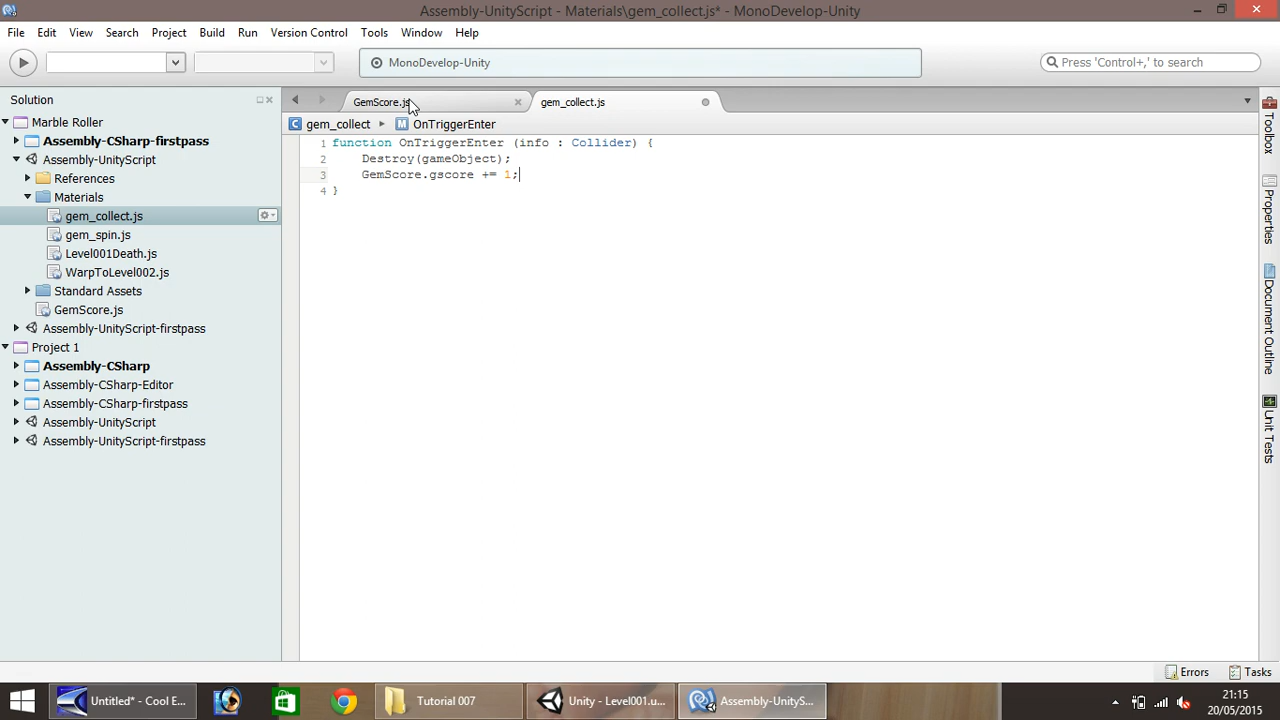 Assembly-UnityScript - Materials\gem_collect.js* - MonoDevelop-Unity
File Edit View Search Project Build Run Version Control Tools Window Help
MonoDevelop-Unity
Press 'Control+,' to search
Solution
GemScore.js
gem_collect.js
gem_collect
OnTriggerEnter
Marble Roller
Assembly-CSharp-firstpass
Assembly-UnityScript
References
Materials
gem_collect.js
gem_spin.js
Level001Death.js
WarpToLevel002.js
Standard Assets
GemScore.js
Assembly-UnityScript-firstpass
Project 1
Assembly-CSharp
Assembly-CSharp-Editor
Assembly-CSharp-firstpass
Assembly-UnityScript
Assembly-UnityScript-firstpass
1 function OnTriggerEnter (info : Collider) {
2 Destroy(gameObject);
3 GemScore.gscore += 1;
4 }
Toolbox
Properties
Document Outline
Unit Tests
Errors
Tasks
Untitled* - Cool E...
Tutorial 007
Unity - Level001.u...
Assembly-UnityS...
21:15
20/05/2015